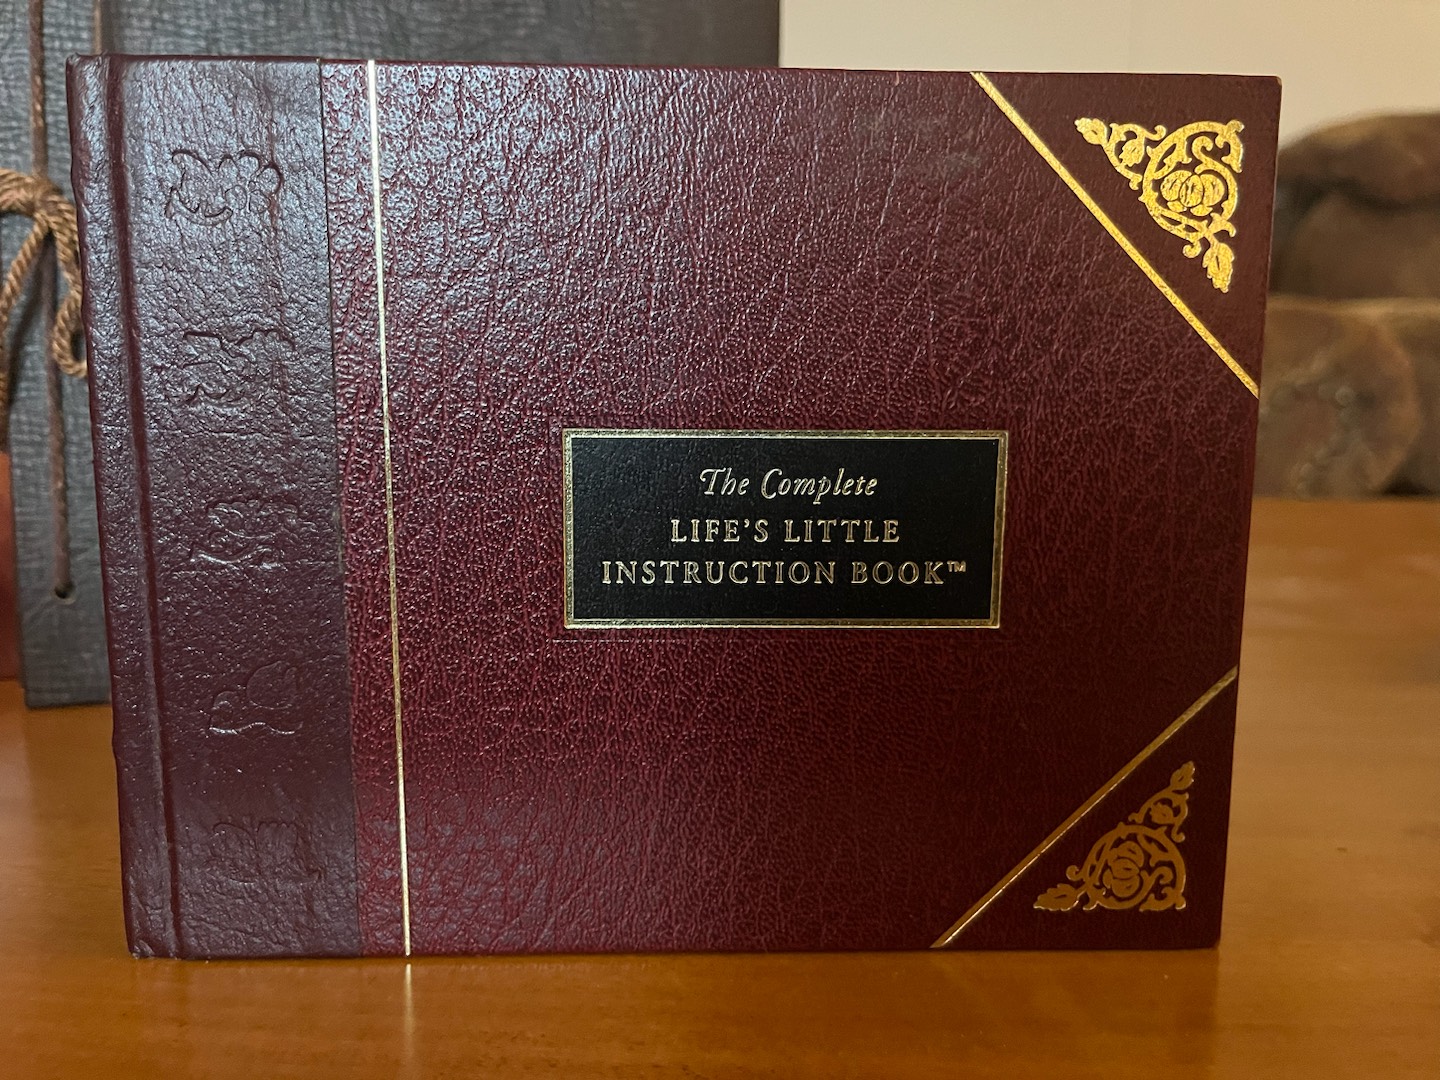 The Complete
LIFE'S LITTLE
INSTRUCTION BOOK™